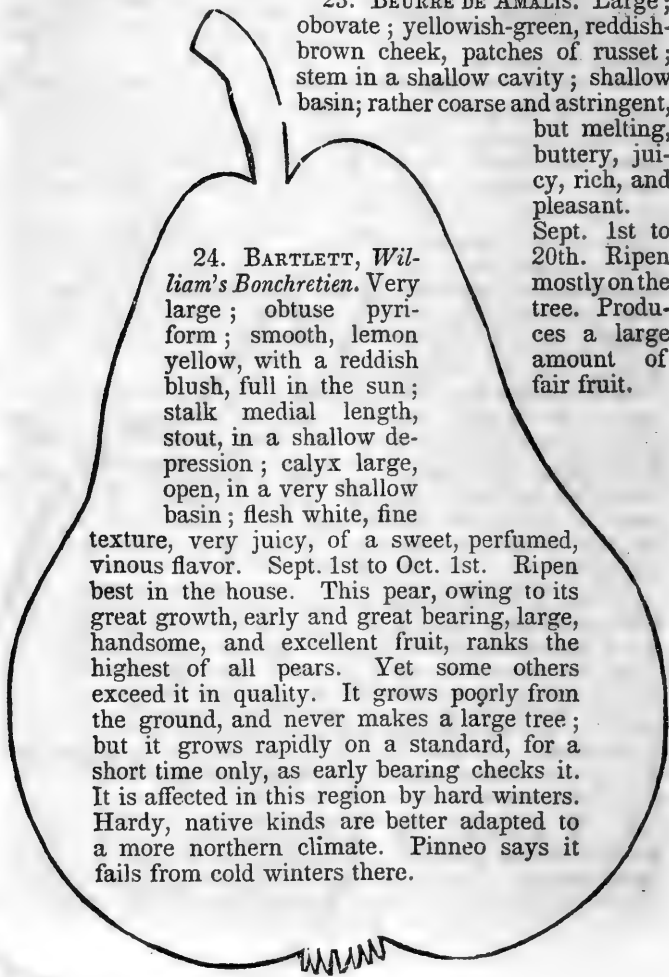 23. BEURRE DE AMALIS. Large;
obovate; yellowish-green, reddish-
brown cheek, patches of russet;
stem in a shallow cavity; shallow
basin; rather coarse and astringent,
but melting,
buttery, jui-
cy, rich, and
pleasant.
Sept. 1st to
20th. Ripen
mostly on the
tree. Produ-
ces a large
amount of
fair fruit.
24. BARTLETT, Wil-
liam's Bonchretien. Very
large; obtuse pyri-
form; smooth, lemon
yellow, with a reddish
blush, full in the sun;
stalk medial length,
stout, in a shallow de-
pression; calyx large,
open, in a very shallow
basin; flesh white, fine
texture, very juicy, of a sweet, perfumed,
vinous flavor. Sept. 1st to Oct. 1st. Ripen
best in the house. This pear, owing to its
great growth, early and great bearing, large,
handsome, and excellent fruit, ranks the
highest of all pears. Yet some others
exceed it in quality. It grows poorly from
the ground, and never makes a large tree;
but it grows rapidly on a standard, for a
short time only, as early bearing checks it.
It is affected in this region by hard winters.
Hardy, native kinds are better adapted to
a more northern climate. Pinneo says it
fails from cold winters there.